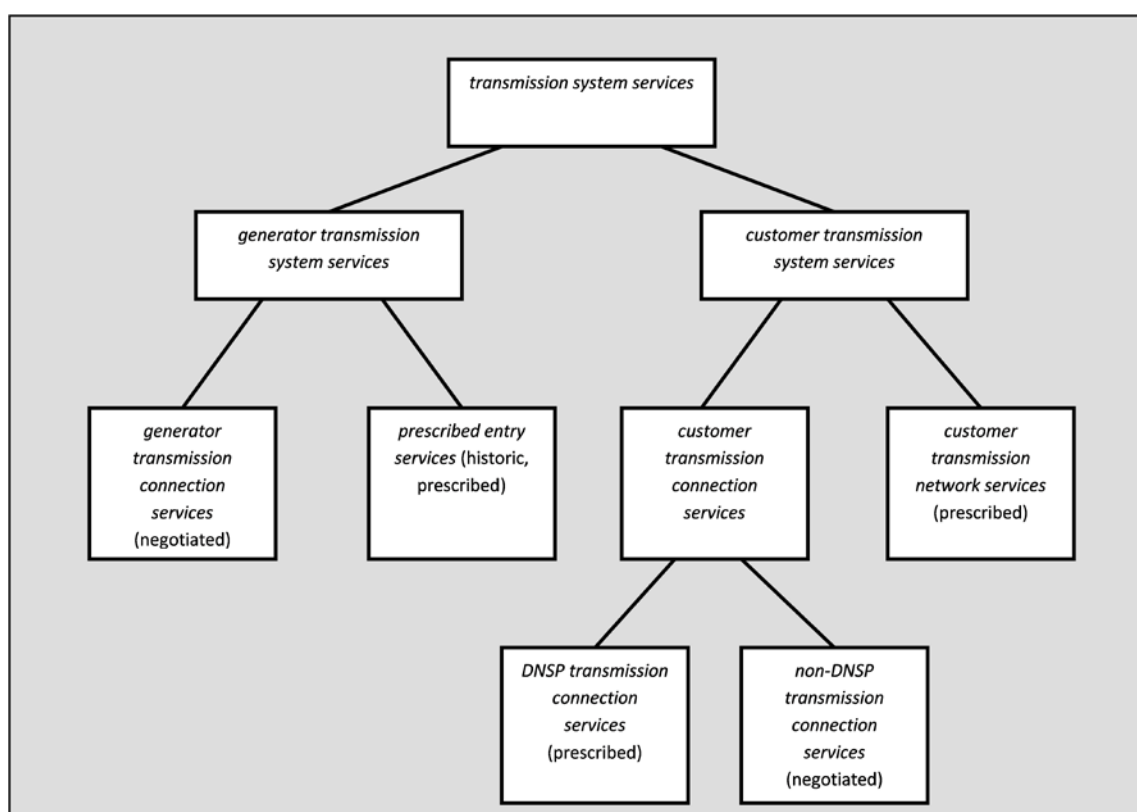 transmission system services
generator transmission
system services
customer transmission
system services
generator
transmission
connection
services
(negotiated)
prescribed entry
services (historic,
prescribed)
customer
transmission
connection
services
customer
transmission
network services
(prescribed)
DNSP transmission
connection
services
(prescribed)
non-DNSP
transmission
connection
services
(negotiated)